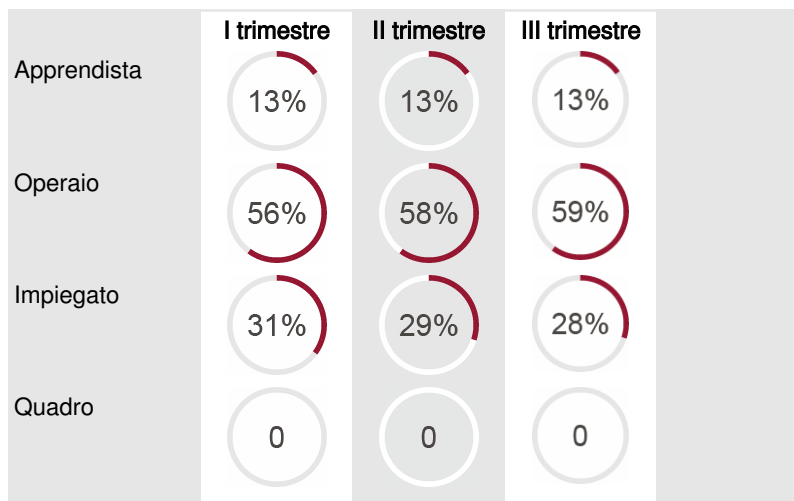 I trimestre II trimestre III trimestre
Apprendista 13% 13% 13%
Operaio 56% 58% 59%
Impiegato 31% 29% 28%
Quadro 0 0 0